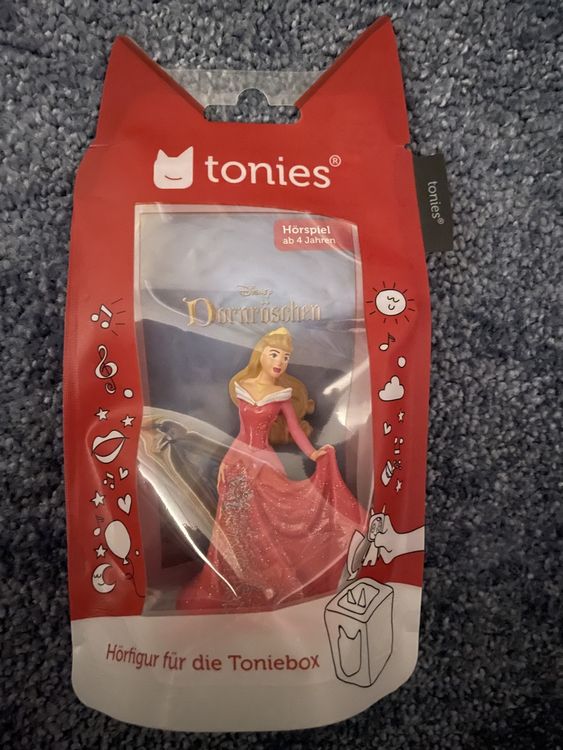 tonies®
tonies®
Hörspiel
ab 4 Jahren
Disney
Dornröschen
Hörfigur für die Toniebox